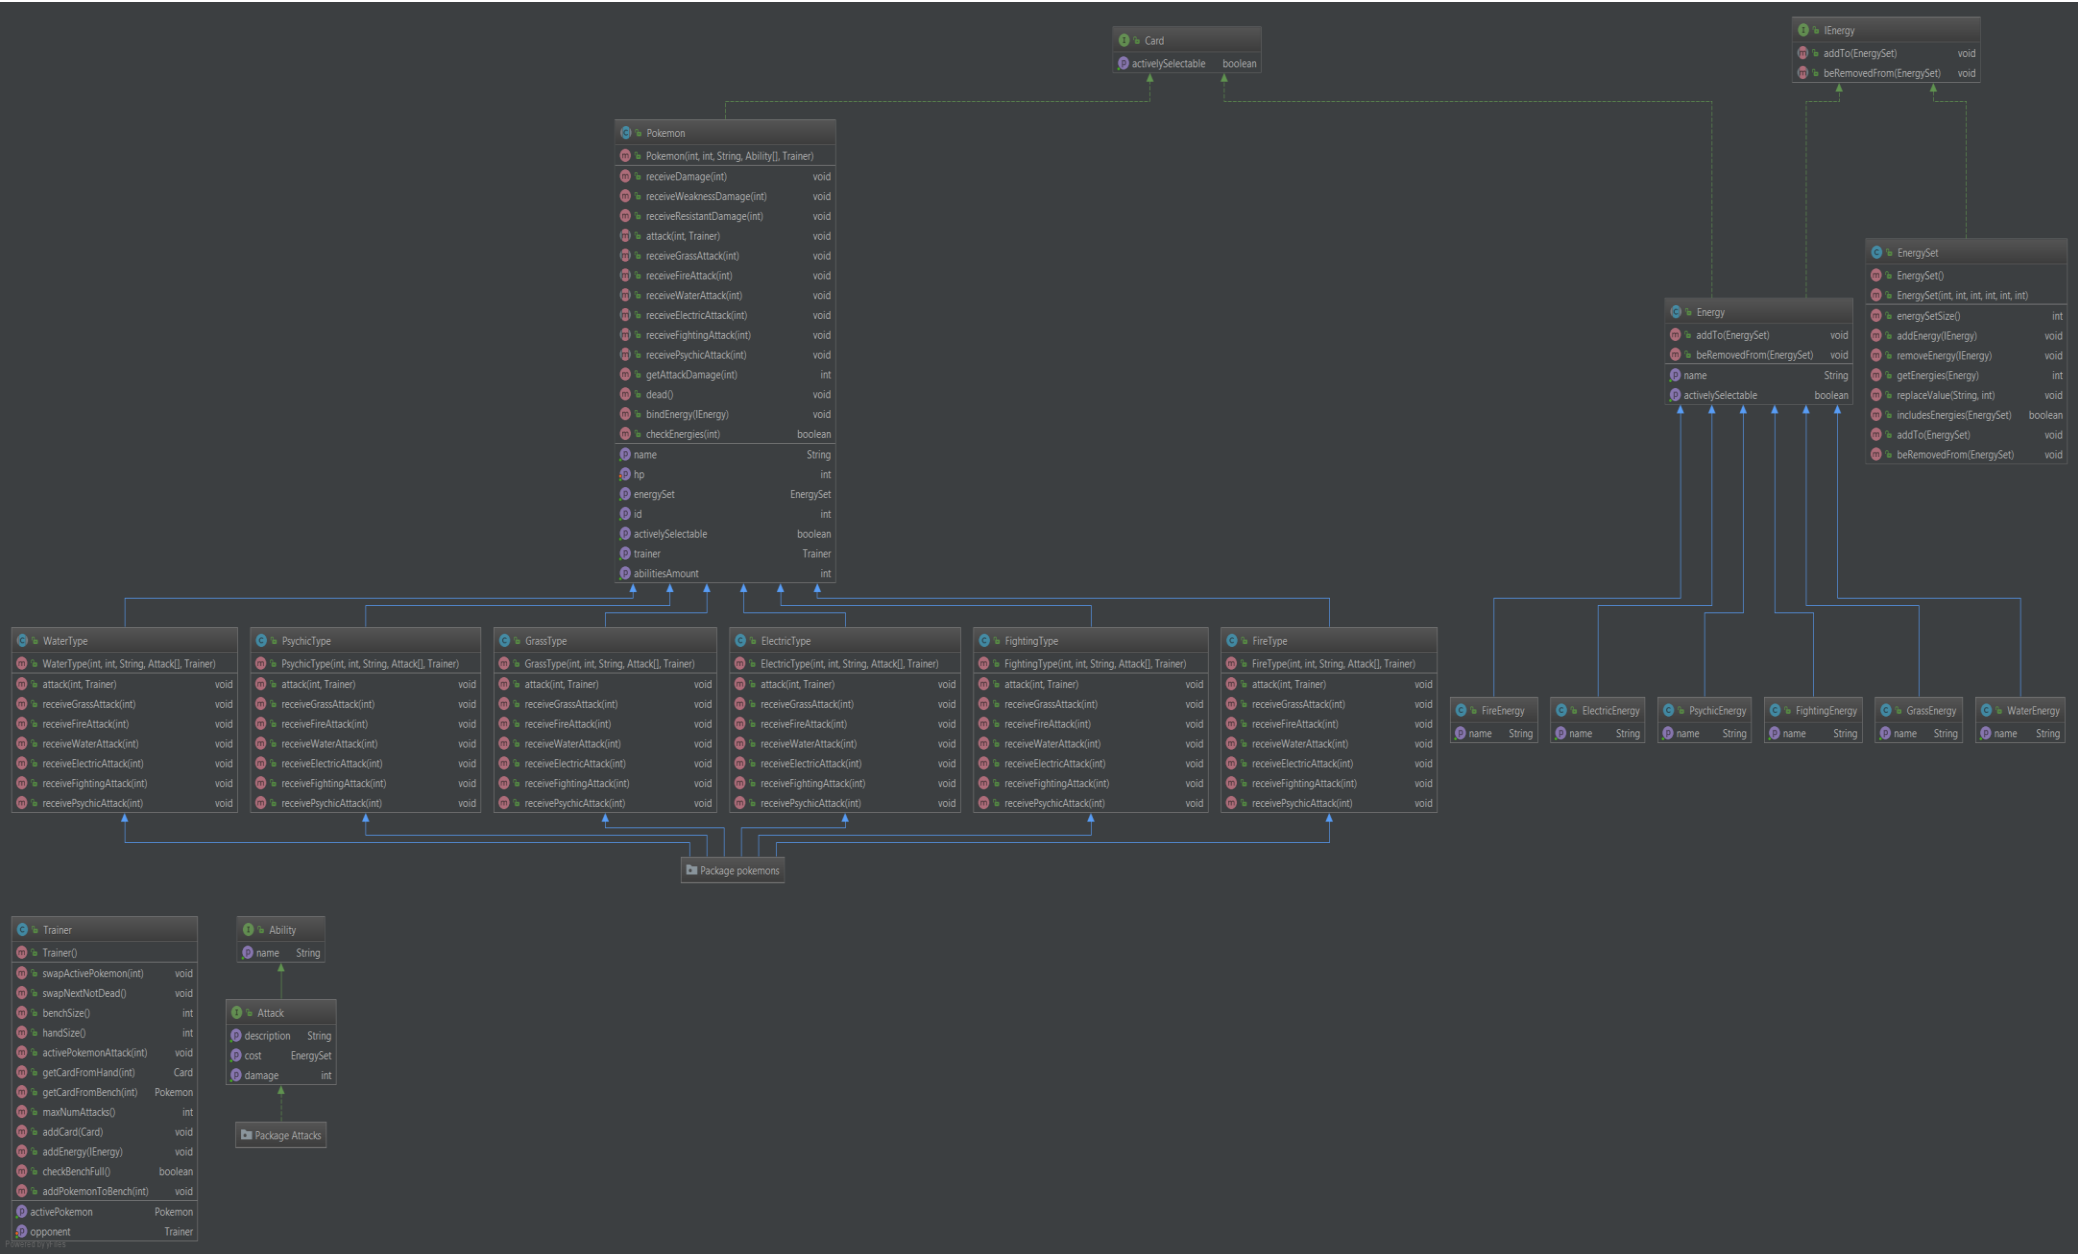 Card
activelySelectable boolean
IEnergy
addTo(EnergySet) void
beRemovedFrom(EnergySet) void
Pokemon
Pokemon(int, int, String, Ability[], Trainer)
receiveDamage(int) void
receiveWeaknessDamage(int) void
receiveResistantDamage(int) void
attack(int, Trainer) void
receiveGrassAttack(int) void
receiveFireAttack(int) void
receiveWaterAttack(int) void
receiveElectricAttack(int) void
receiveFightingAttack(int) void
receivePsychicAttack(int) void
getAttackDamage(int) int
dead() void
bindEnergy(IEnergy) void
checkEnergies(int) boolean
name String
hp int
energySet EnergySet
id int
activelySelectable boolean
trainer Trainer
abilitiesAmount int
EnergySet
EnergySet()
EnergySet(int, int, int, int, int, int)
energySetSize() int
addEnergy(IEnergy) void
removeEnergy(IEnergy) void
getEnergies(Energy) int
replaceValue(String, int) void
includesEnergies(EnergySet) boolean
addTo(EnergySet) void
beRemovedFrom(EnergySet) void
Energy
addTo(EnergySet) void
beRemovedFrom(EnergySet) void
name String
activelySelectable boolean
WaterType
WaterType(int, int, String, Attack[], Trainer)
attack(int, Trainer) void
receiveGrassAttack(int) void
receiveFireAttack(int) void
receiveWaterAttack(int) void
receiveElectricAttack(int) void
receiveFightingAttack(int) void
receivePsychicAttack(int) void
PsychicType
PsychicType(int, int, String, Attack[], Trainer)
attack(int, Trainer) void
receiveGrassAttack(int) void
receiveFireAttack(int) void
receiveWaterAttack(int) void
receiveElectricAttack(int) void
receiveFightingAttack(int) void
receivePsychicAttack(int) void
GrassType
GrassType(int, int, String, Attack[], Trainer)
attack(int, Trainer) void
receiveGrassAttack(int) void
receiveFireAttack(int) void
receiveWaterAttack(int) void
receiveElectricAttack(int) void
receiveFightingAttack(int) void
receivePsychicAttack(int) void
ElectricType
ElectricType(int, int, String, Attack[], Trainer)
attack(int, Trainer) void
receiveGrassAttack(int) void
receiveFireAttack(int) void
receiveWaterAttack(int) void
receiveElectricAttack(int) void
receiveFightingAttack(int) void
receivePsychicAttack(int) void
FightingType
FightingType(int, int, String, Attack[], Trainer)
attack(int, Trainer) void
receiveGrassAttack(int) void
receiveFireAttack(int) void
receiveWaterAttack(int) void
receiveElectricAttack(int) void
receiveFightingAttack(int) void
receivePsychicAttack(int) void
FireType
FireType(int, int, String, Attack[], Trainer)
attack(int, Trainer) void
receiveGrassAttack(int) void
receiveFireAttack(int) void
receiveWaterAttack(int) void
receiveElectricAttack(int) void
receiveFightingAttack(int) void
receivePsychicAttack(int) void
FireEnergy
name String
ElectricEnergy
name String
PsychicEnergy
name String
FightingEnergy
name String
GrassEnergy
name String
WaterEnergy
name String
Package pokemons
Trainer
Trainer()
swapActivePokemon(int) void
swapNextNotDead() void
benchSize() int
handSize() int
activePokemonAttack(int) void
getCardFromHand(int) Card
getCardFromBench(int) Pokemon
maxNumAttacks() int
addCard(Card) void
addEnergy(IEnergy) void
checkBenchFull() boolean
addPokemonToBench(int) void
activePokemon Pokemon
opponent Trainer
Ability
name String
Attack
description String
cost EnergySet
damage int
Package Attacks
Powered by yFiles